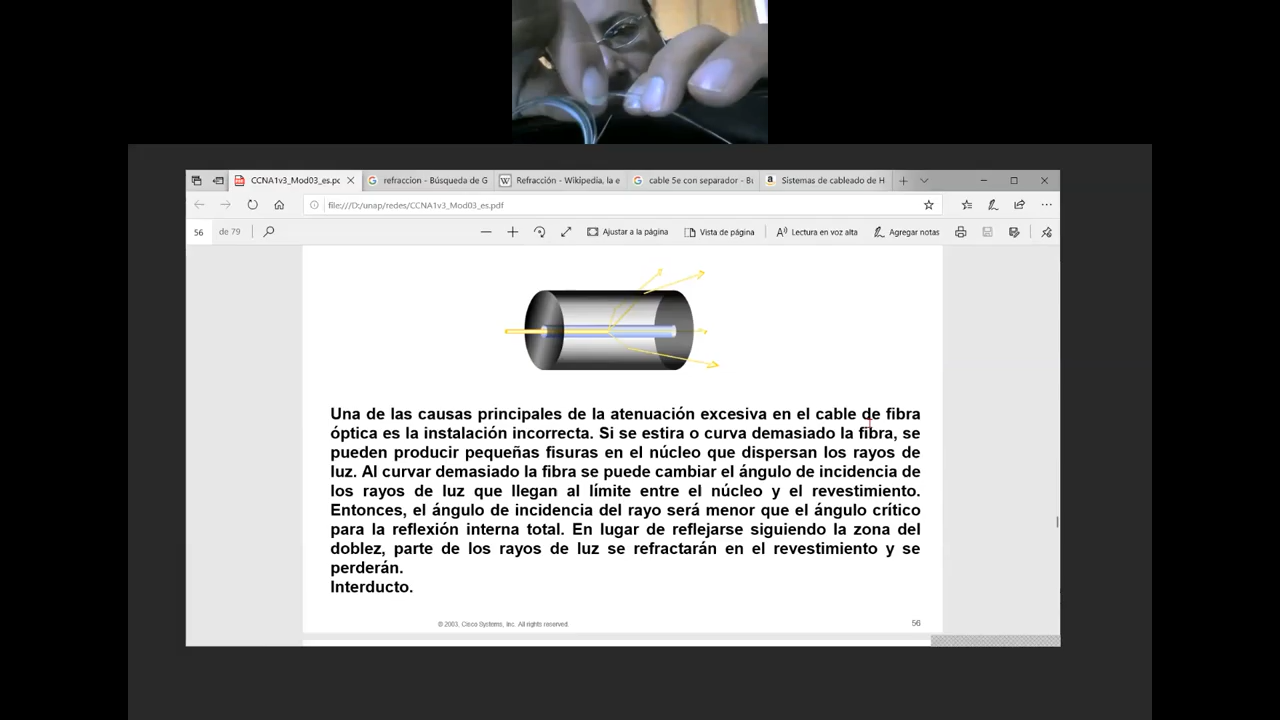 CCNA1v3_Mod03_es.pc
refraccion - Búsqueda de G
Refracción - Wikipedia, la e
cable 5e con separador - Bu
Sistemas de cableado de H
file:///D:/unap/redes/CCNA1v3_Mod03_es.pdf
56 de 79
Ajustar a la página
Vista de página
Lectura en voz alta
Agregar notas
Una de las causas principales de la atenuación excesiva en el cable de fibra
óptica es la instalación incorrecta. Si se estira o curva demasiado la fibra, se
pueden producir pequeñas fisuras en el núcleo que dispersan los rayos de
luz. Al curvar demasiado la fibra se puede cambiar el ángulo de incidencia de
los rayos de luz que llegan al límite entre el núcleo y el revestimiento.
Entonces, el ángulo de incidencia del rayo será menor que el ángulo crítico
para la reflexión interna total. En lugar de reflejarse siguiendo la zona del
doblez, parte de los rayos de luz se refractarán en el revestimiento y se
perderán.
Interducto.
© 2003, Cisco Systems, Inc. All rights reserved.
56